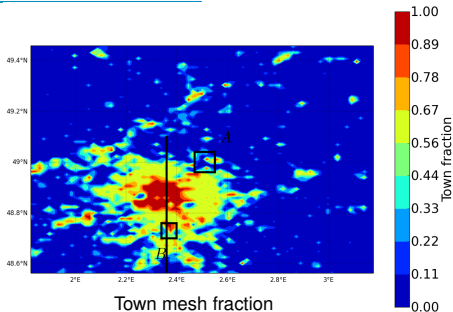 1.00
49.4°N
0.89
0.78
49.2°N
0.67
A
0.56
49°N
0.44
0.33
48.8°N
0.22
B
0.11
48.6°N
2°E 2.2°E 2.4°E 2.6°E 2.8°E 3°E
0.00
Town fraction
Town mesh fraction